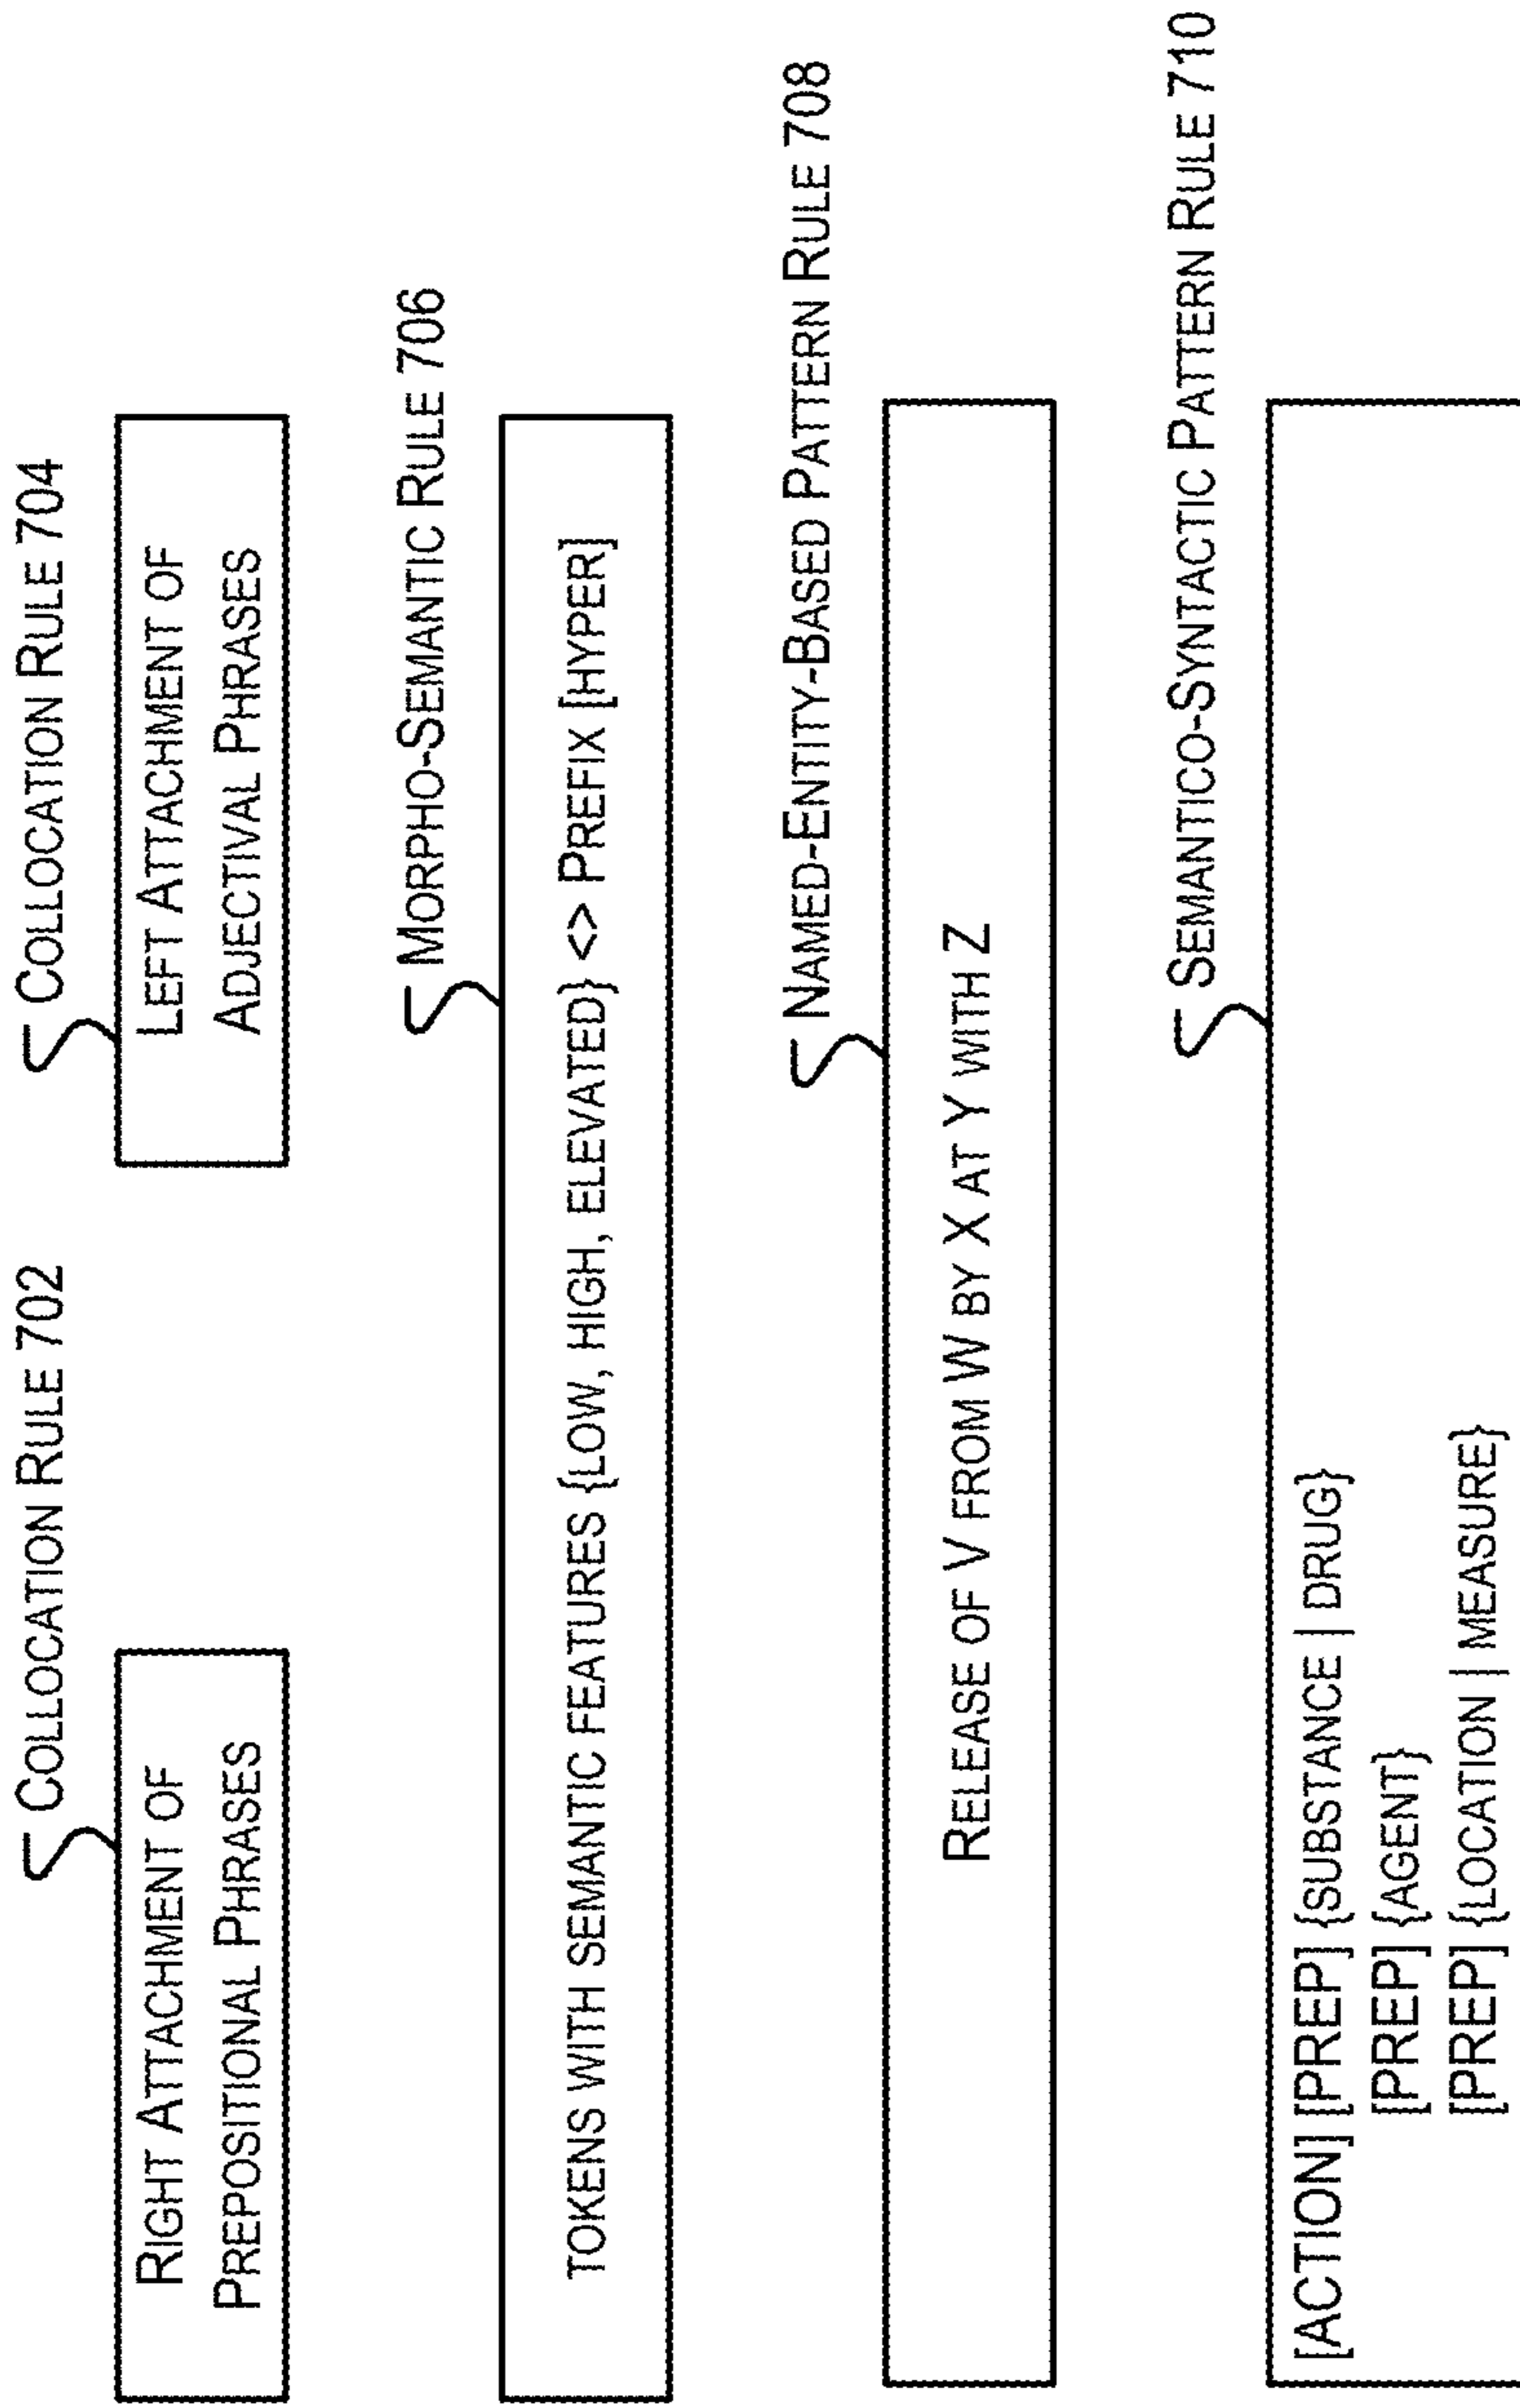 COLLOCATION RULE 702
RIGHT ATTACHMENT OF
PREPOSITIONAL PHRASES
COLLOCATION RULE 704
LEFT ATTACHMENT OF
ADJECTIVAL PHRASES
MORPHO-SEMANTIC RULE 706
TOKENS WITH SEMANTIC FEATURES {LOW, HIGH, ELEVATED} <> PREFIX [HYPER]
NAMED-ENTITY-BASED PATTERN RULE 708
RELEASE OF V FROM W BY X AT Y WITH Z
SEMANTICO-SYNTACTIC PATTERN RULE 710
[ACTION] [PREP] {SUBSTANCE | DRUG}
[PREP] {AGENT}
[PREP] {LOCATION | MEASURE}